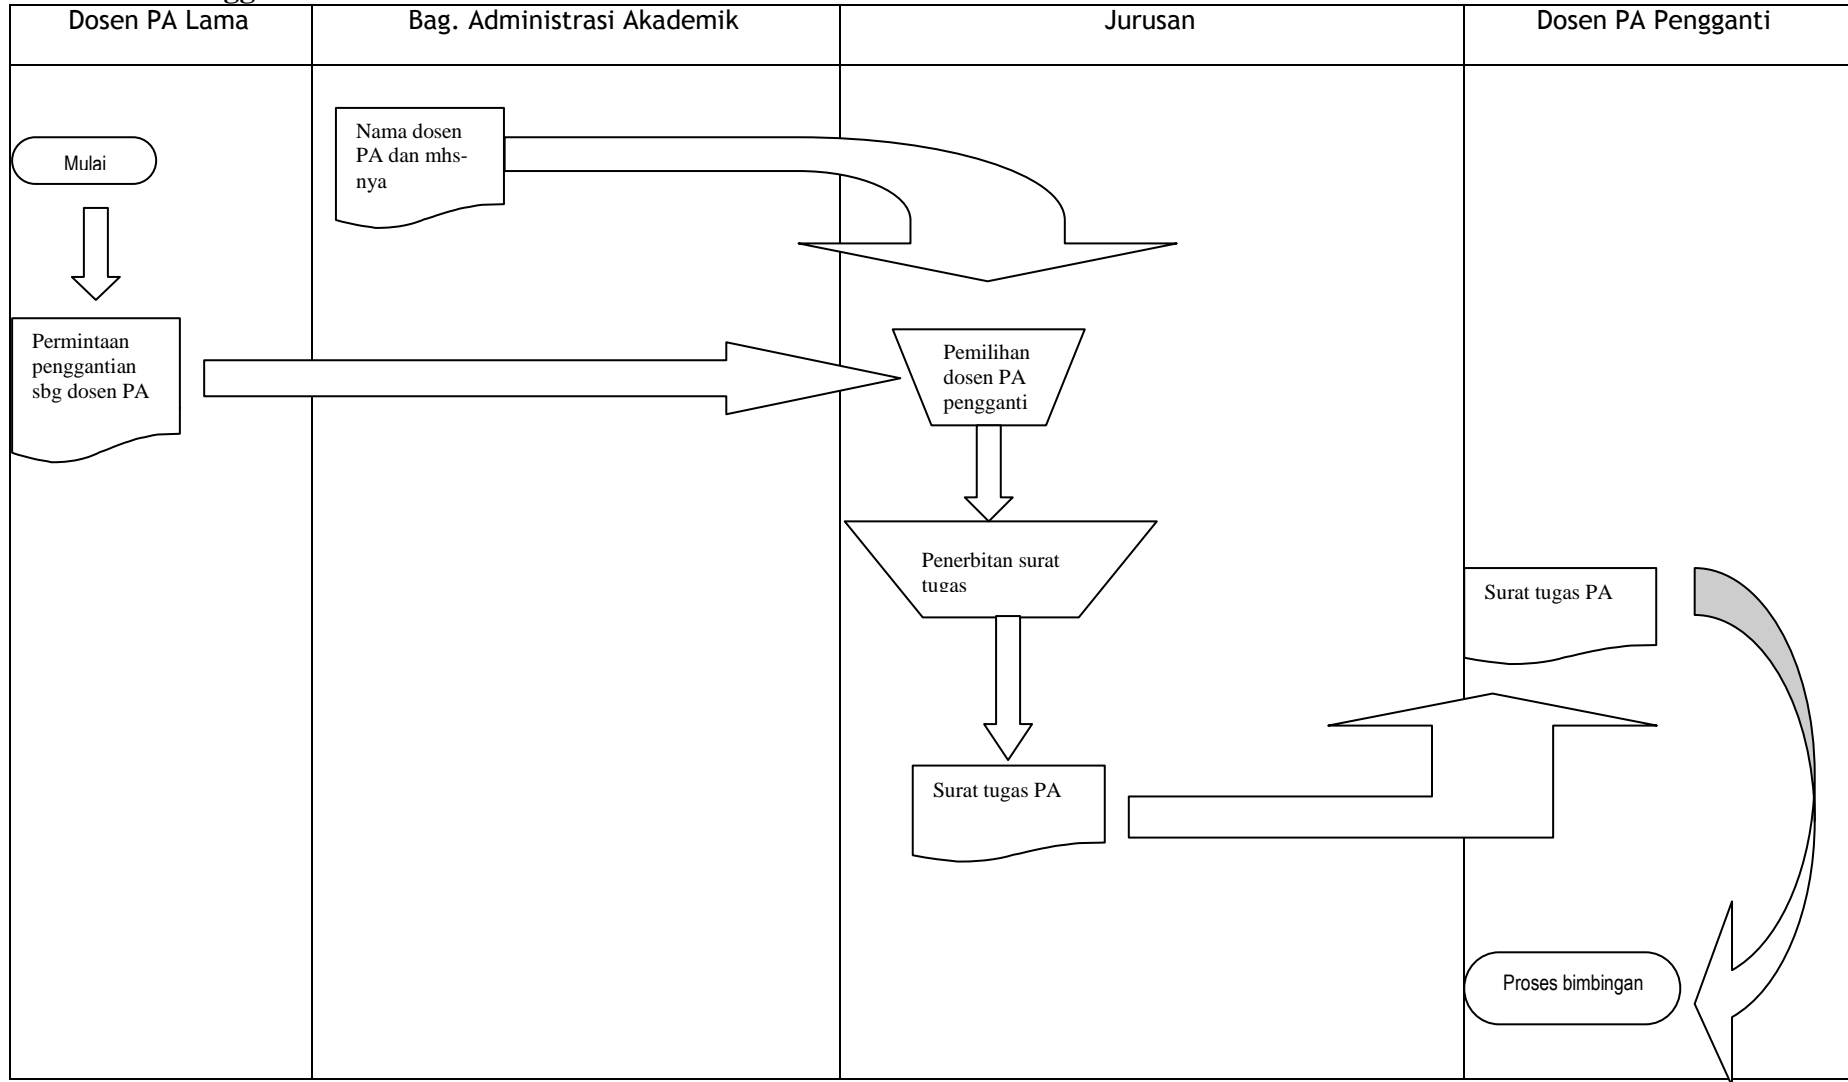 Dosen PA Lama
Bag. Administrasi Akademik
Jurusan
Dosen PA Pengganti
Mulai
Nama dosen
PA dan mhs-
nya
Permintaan
penggantian
sbg dosen PA
Pemilihan
dosen PA
pengganti
Penerbitan surat
tugas
Surat tugas PA
Surat tugas PA
Proses bimbingan